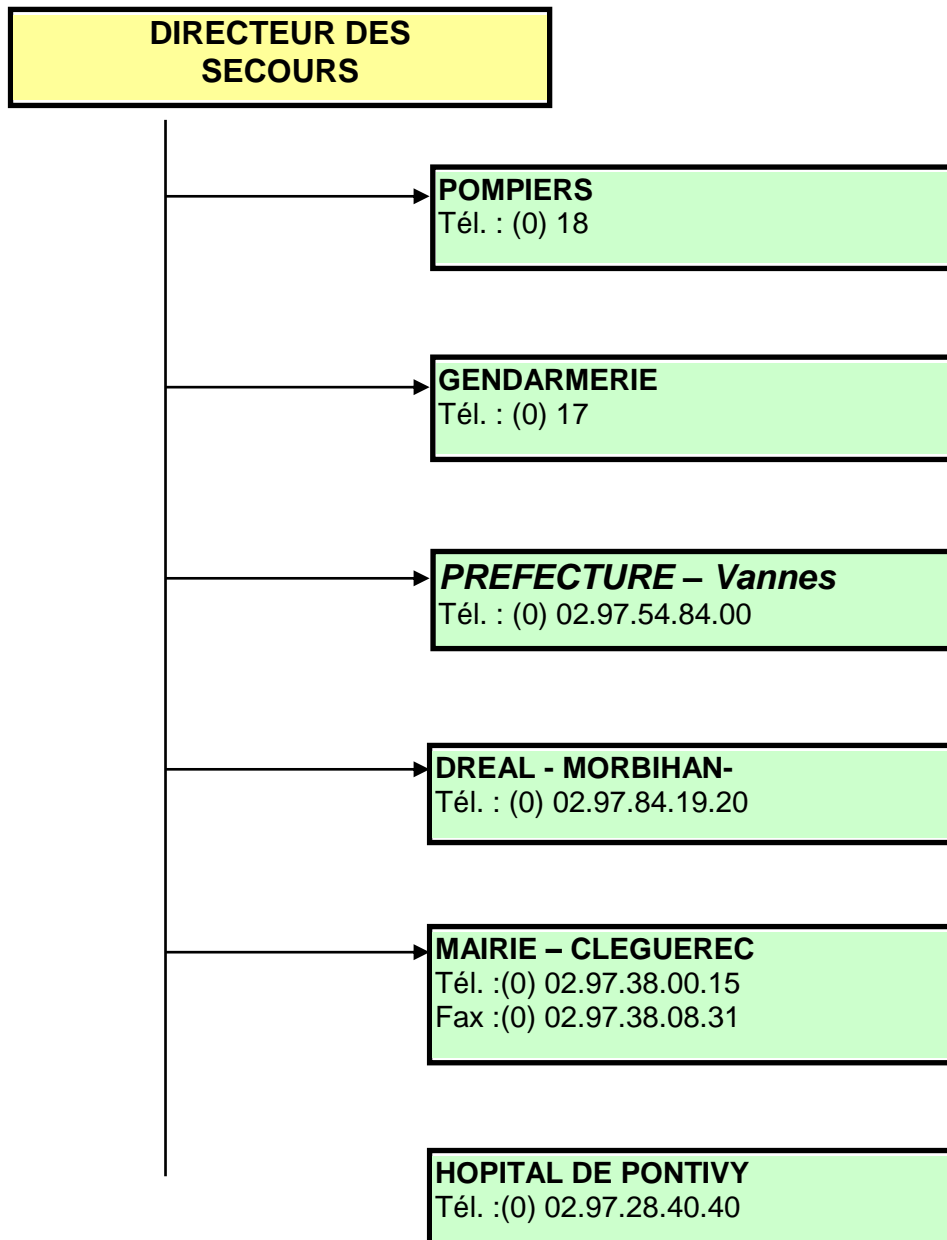 DIRECTEUR DES
SECOURS
POMPIERS
Tél. : (0) 18
GENDARMERIE
Tél. : (0) 17
PREFECTURE – Vannes
Tél. : (0) 02.97.54.84.00
DREAL - MORBIHAN-
Tél. : (0) 02.97.84.19.20
MAIRIE – CLEGUEREC
Tél. :(0) 02.97.38.00.15
Fax :(0) 02.97.38.08.31
HOPITAL DE PONTIVY
Tél. :(0) 02.97.28.40.40